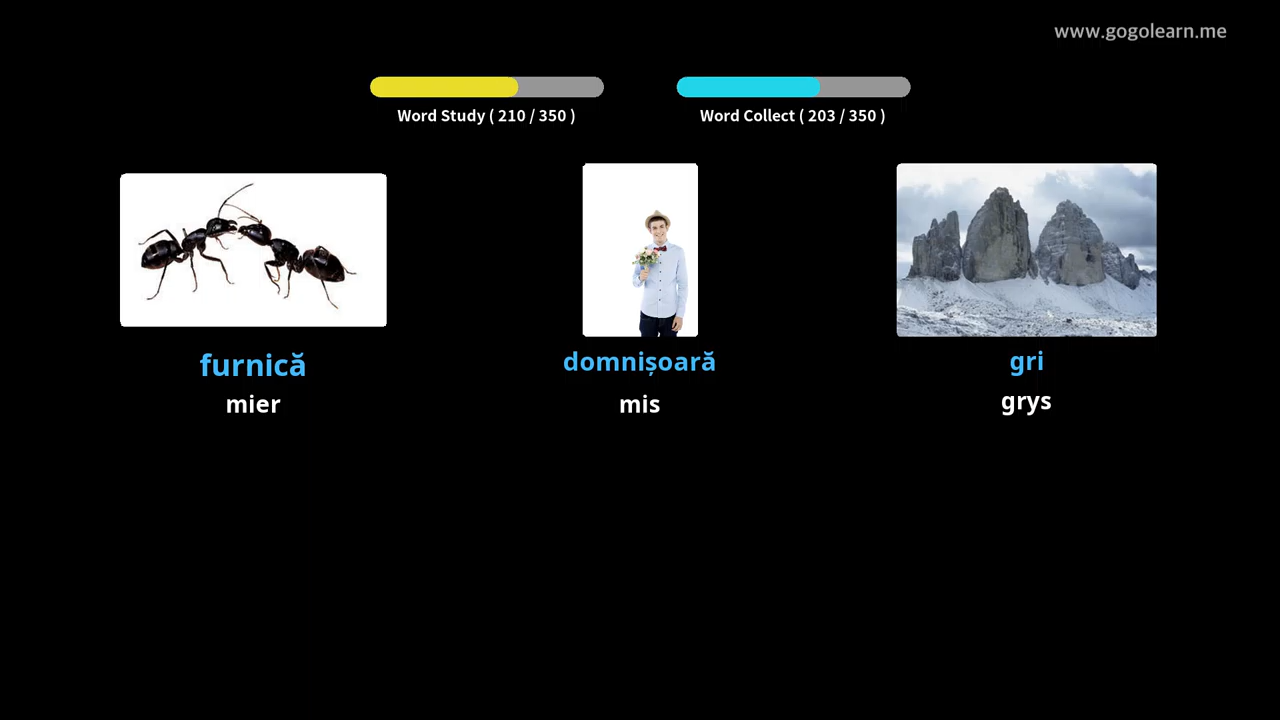 www.gogolearn.me
Word Study ( 210 / 350 )
Word Collect ( 203 / 350 )
furnică
domnișoară
gri
mier
mis
grys